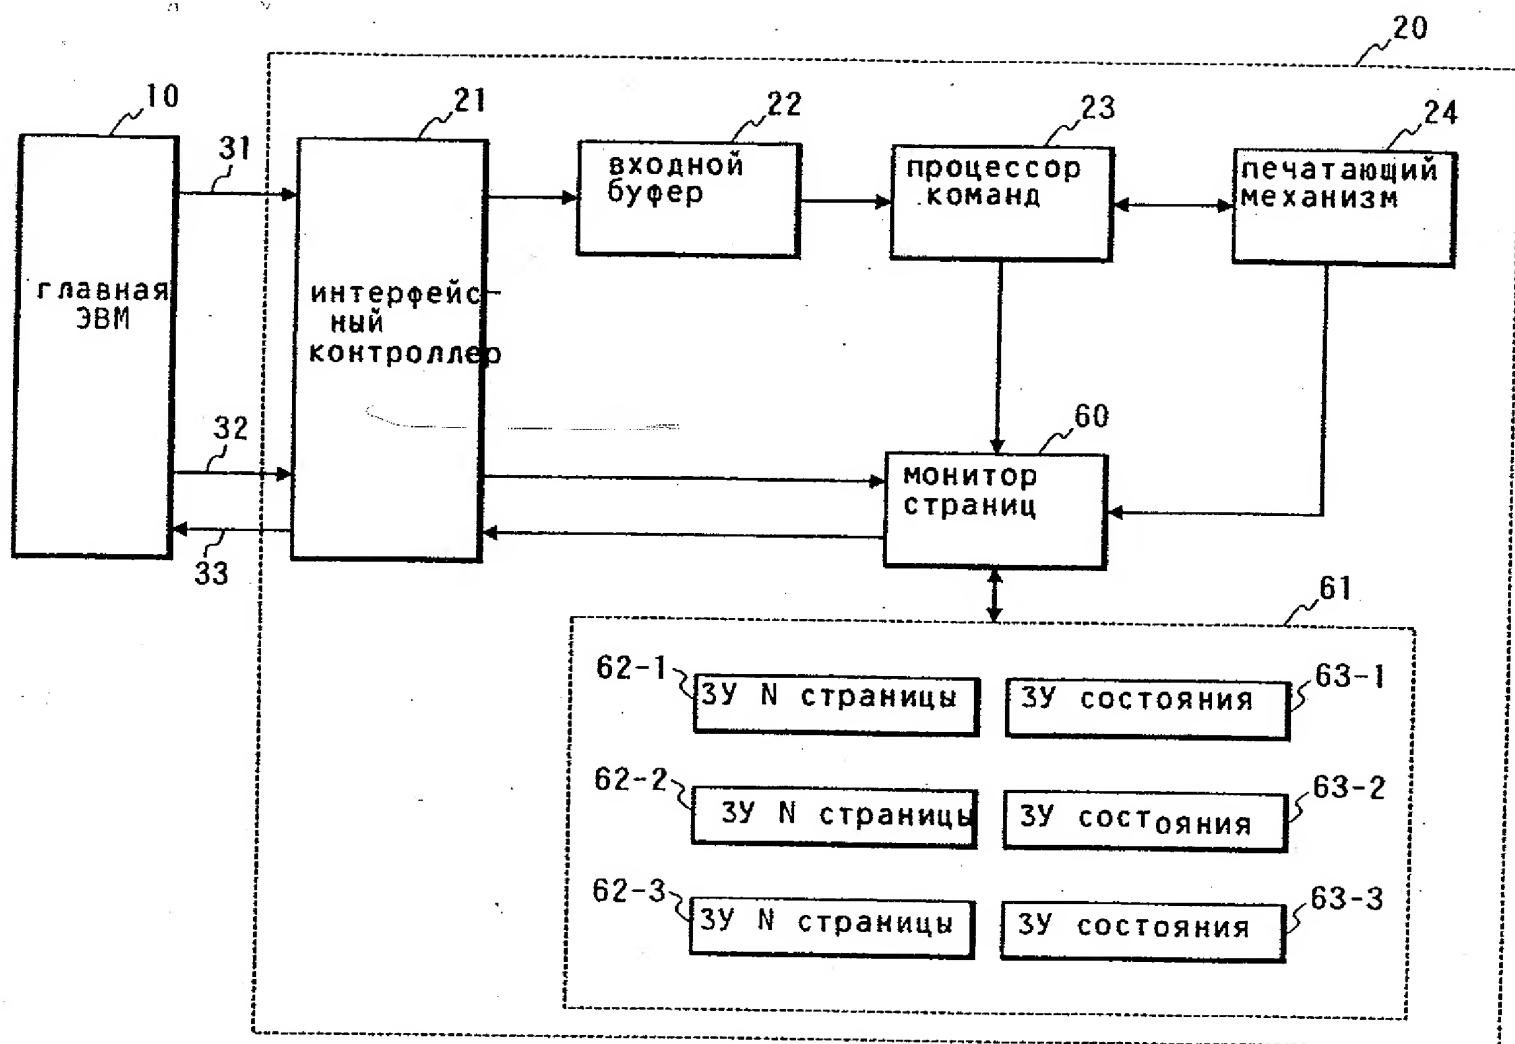 20
10
21
22
23
24
31
входной
буфер
процессор
команд
печатающий
механизм
главная
ЭВМ
интерфейс-
ный
контроллер
32
60
монитор
страниц
33
61
62-1
ЗУ N страницы
ЗУ состояния
63-1
62-2
ЗУ N страницы
ЗУ состояния
63-2
62-3
ЗУ N страницы
ЗУ состояния
63-3